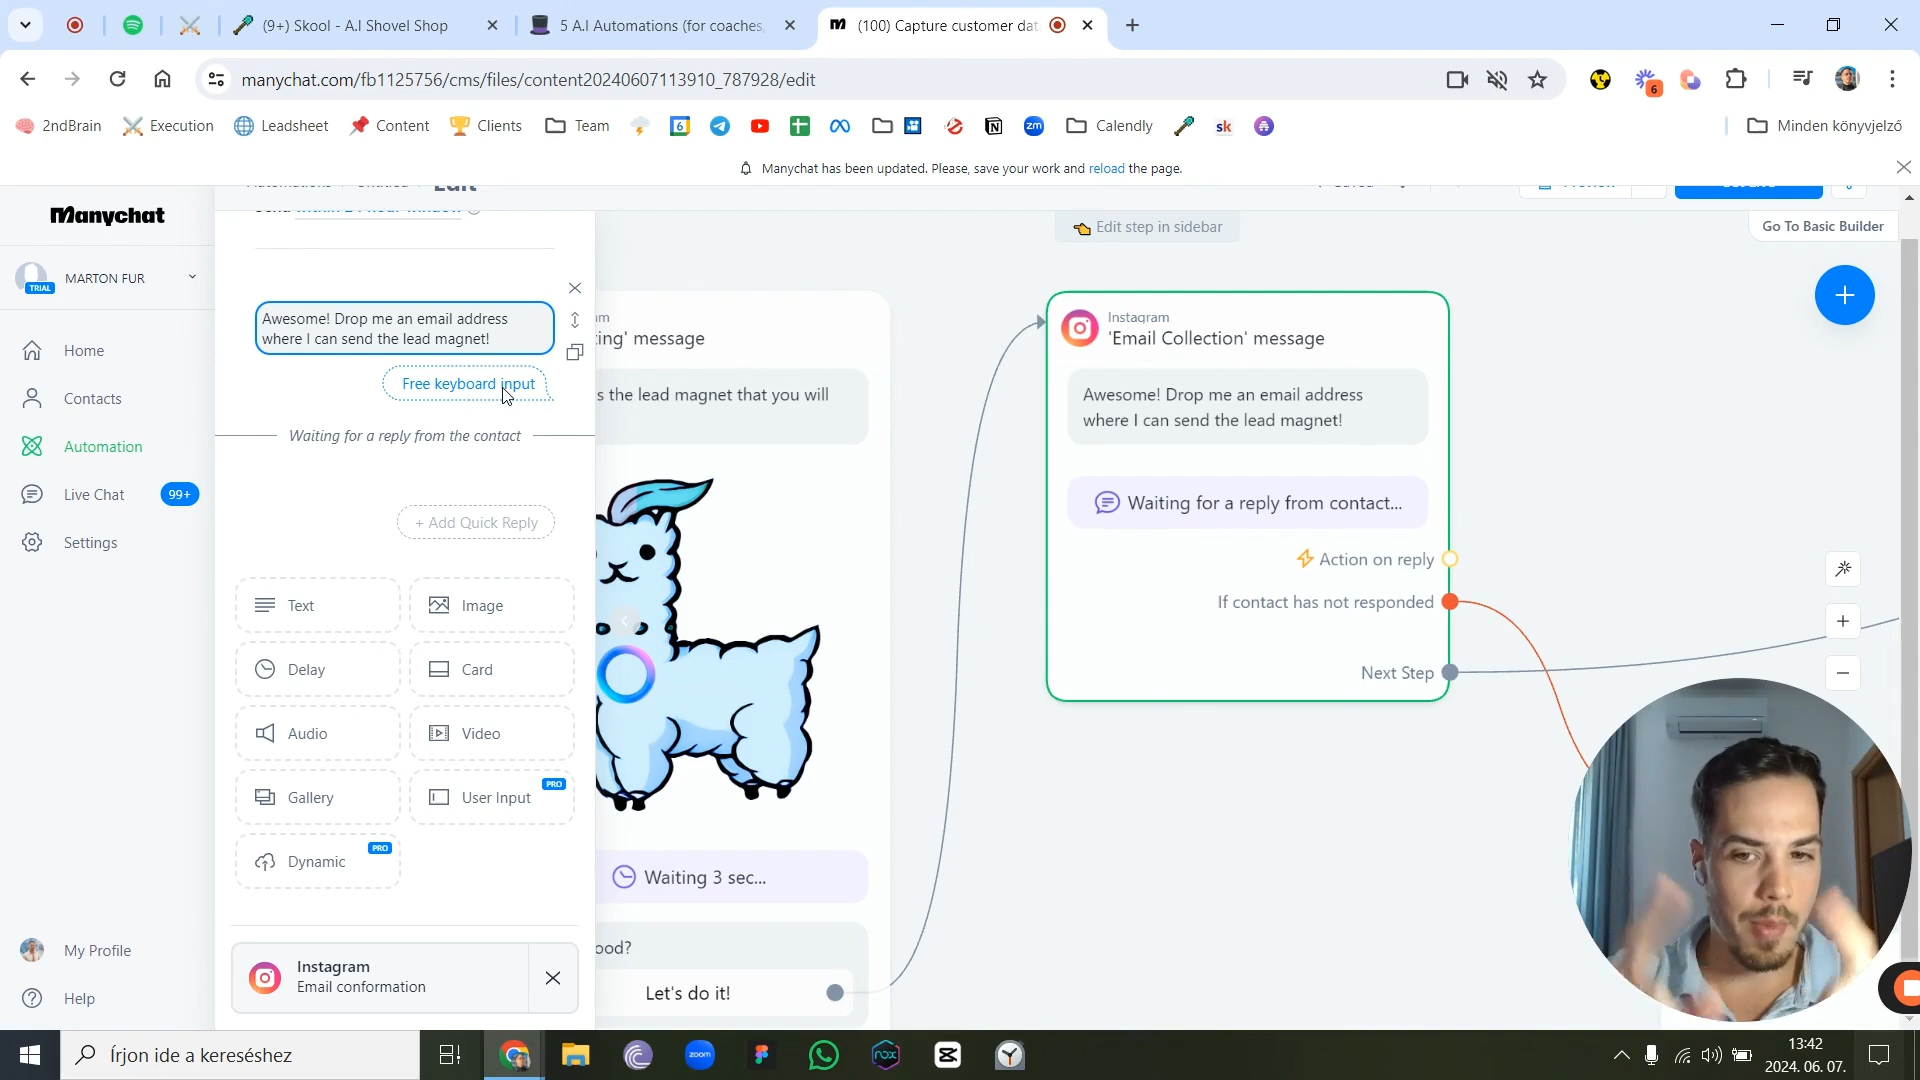 (9+) Skool - A.I Shovel Shop
5 A.I Automations (for coaches,
(100) Capture customer dat
manychat.com/fb1125756/cms/files/content20240607113910_787928/edit
6
2ndBrain
Execution
Leadsheet
Content
Clients
Team
6
zm
Calendly
sk
Minden könyvjelző
Manychat has been updated. Please, save your work and reload the page.
Edit
Manychat
MARTON FUR
TRIAL
Home
Contacts
Automation
Live Chat
99+
Settings
My Profile
Help
Awesome! Drop me an email address
where I can send the lead magnet!
Free keyboard input
Waiting for a reply from the contact
+ Add Quick Reply
Text
Image
Delay
Card
Audio
Video
Gallery
User Input
PRO
Dynamic
PRO
Instagram
Email conformation
Edit step in sidebar
Go To Basic Builder
am
ing' message
s the lead magnet that you will
Waiting 3 sec...
ood?
Let's do it!
Instagram
'Email Collection' message
Awesome! Drop me an email address
where I can send the lead magnet!
Waiting for a reply from contact...
Action on reply
If contact has not responded
Next Step
Írjon ide a kereséshez
zoom
nox
13:42
2024. 06. 07.